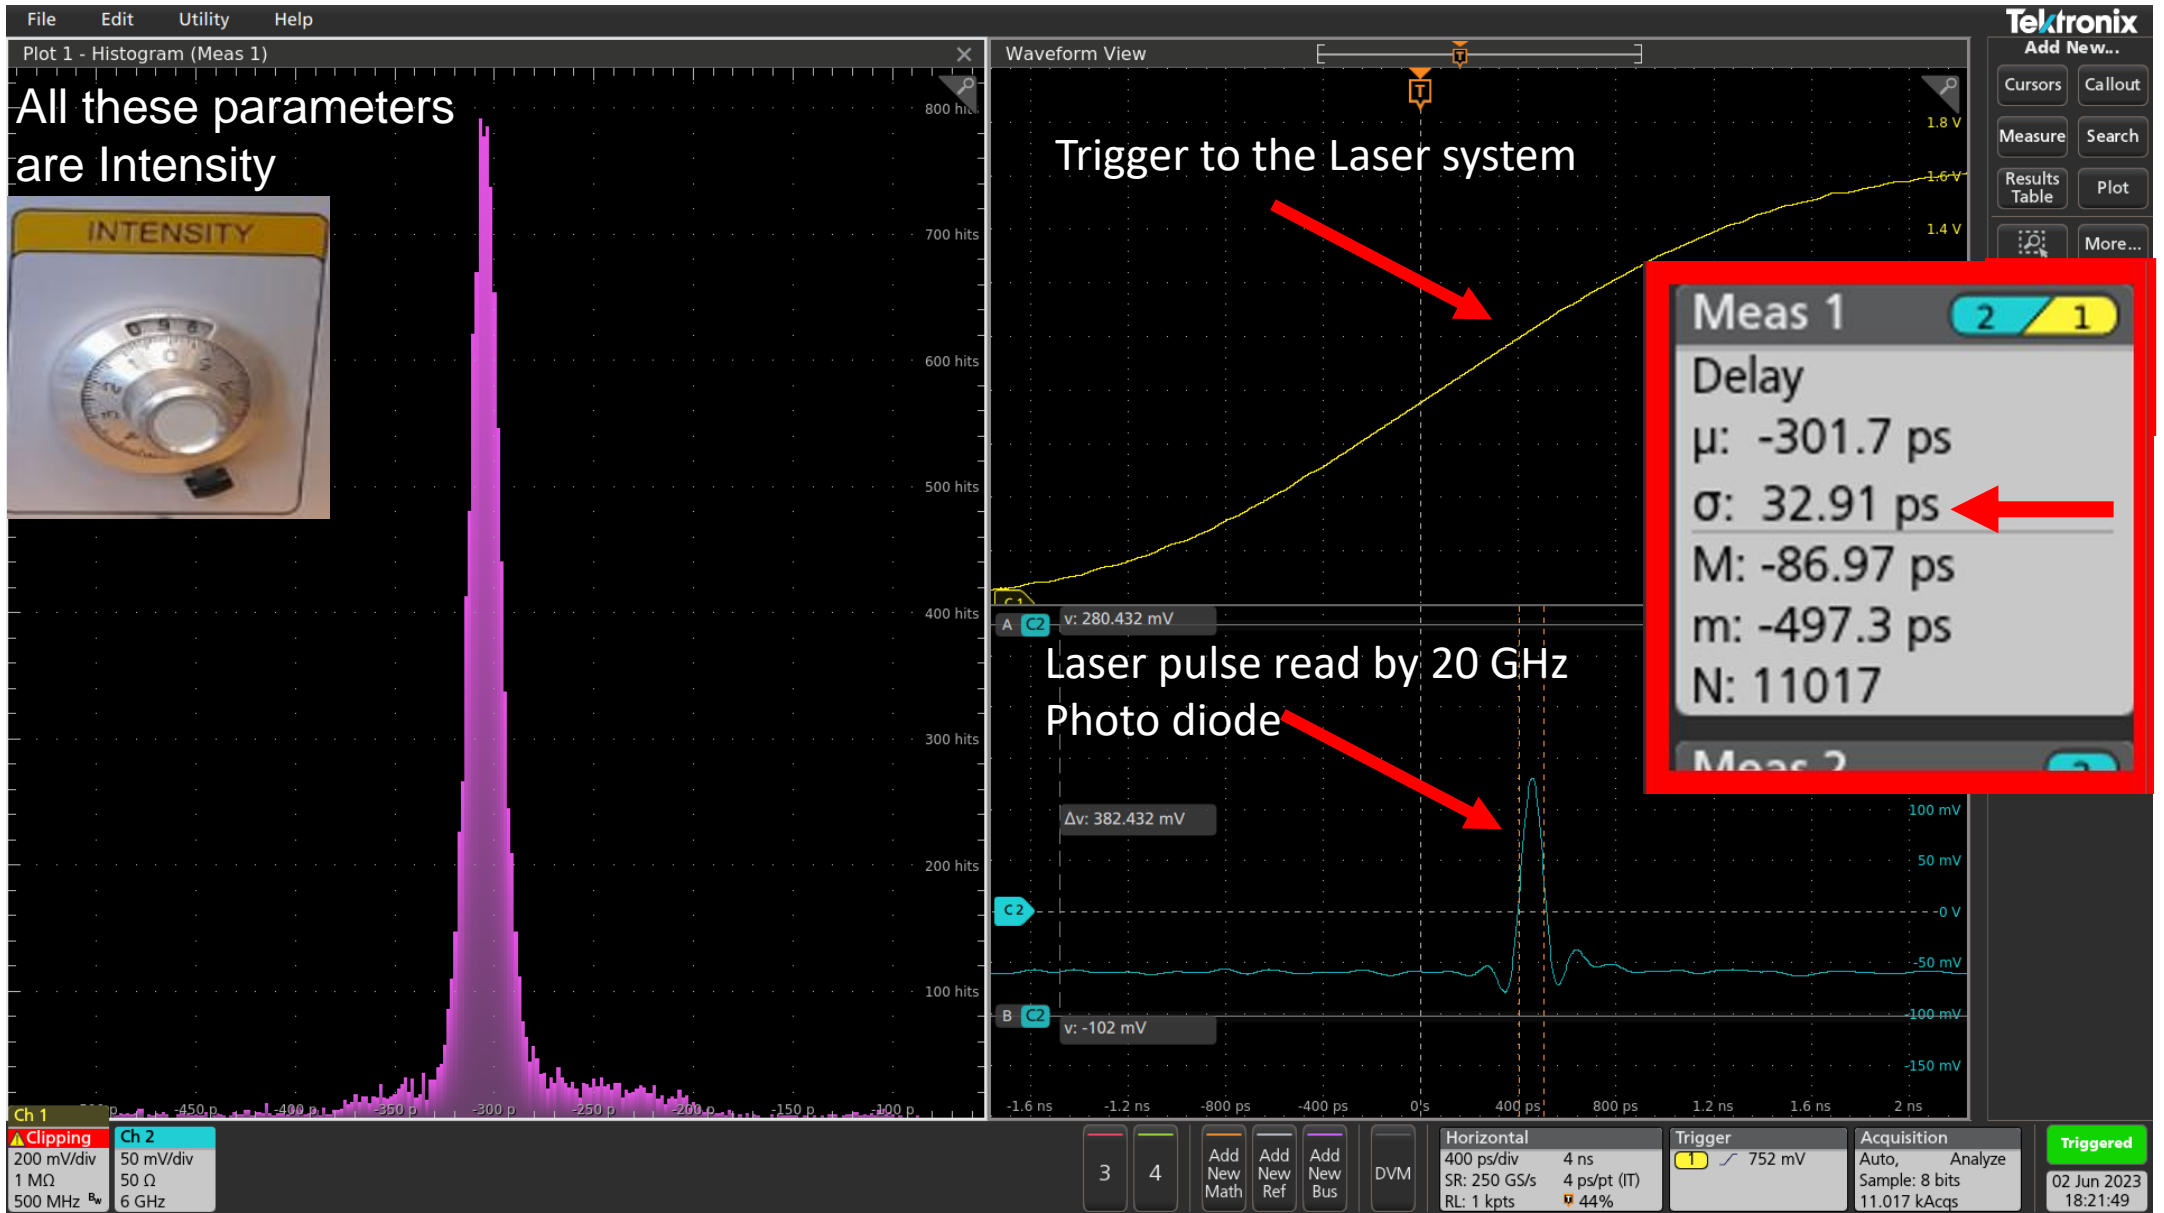 File Edit Utility Help
Tektronix
Add New...
Plot 1 - Histogram (Meas 1)
All these parameters
are Intensity
INTENSITY
800 hits
700 hits
600 hits
500 hits
400 hits
300 hits
200 hits
100 hits
-450 p -400 p -350 p -300 p -250 p -200 p -150 p -100 p
Waveform View
T
T
Trigger to the Laser system
1.8 V
1.6 V
1.4 V
C1
A C2 v: 280.432 mV
Laser pulse read by 20 GHz
Photo diode
Δv: 382.432 mV
C2
B C2
v: -102 mV
100 mV
50 mV
0 V
-50 mV
-100 mV
-150 mV
-1.6 ns -1.2 ns -800 ps -400 ps 0 s 400 ps 800 ps 1.2 ns 1.6 ns 2 ns
Cursors Callout
Measure Search
Results Table Plot
More...
Meas 1 2 1
Delay
μ: -301.7 ps
σ: 32.91 ps
M: -86.97 ps
m: -497.3 ps
N: 11017
Meas 2
Ch 1
Clipping
200 mV/div
1 MΩ
500 MHz Bw
Ch 2
50 mV/div
50 Ω
6 GHz
3 4
Add New Math
Add New Ref
Add New Bus
DVM
Horizontal
400 ps/div 4 ns
SR: 250 GS/s 4 ps/pt (IT)
RL: 1 kpts 44%
Trigger
1 752 mV
Acquisition
Auto, Analyze
Sample: 8 bits
11.017 kAcqs
Triggered
02 Jun 2023
18:21:49